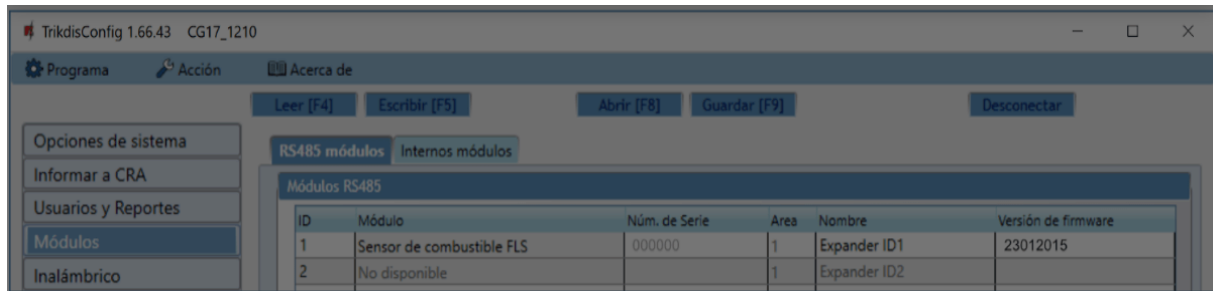 TrikdisConfig 1.66.43 CG17_1210
Programa Acción Acerca de
Leer [F4] Escribir [F5] Abrir [F8] Guardar [F9] Desconectar
Opciones de sistema
Informar a CRA
Usuarios y Reportes
Módulos
Inalámbrico
RS485 módulos Internos módulos
Módulos RS485
ID Módulo Núm. de Serie Area Nombre Versión de firmware
1 Sensor de combustible FLS 000000 1 Expander ID1 23012015
2 No disponible 1 Expander ID2